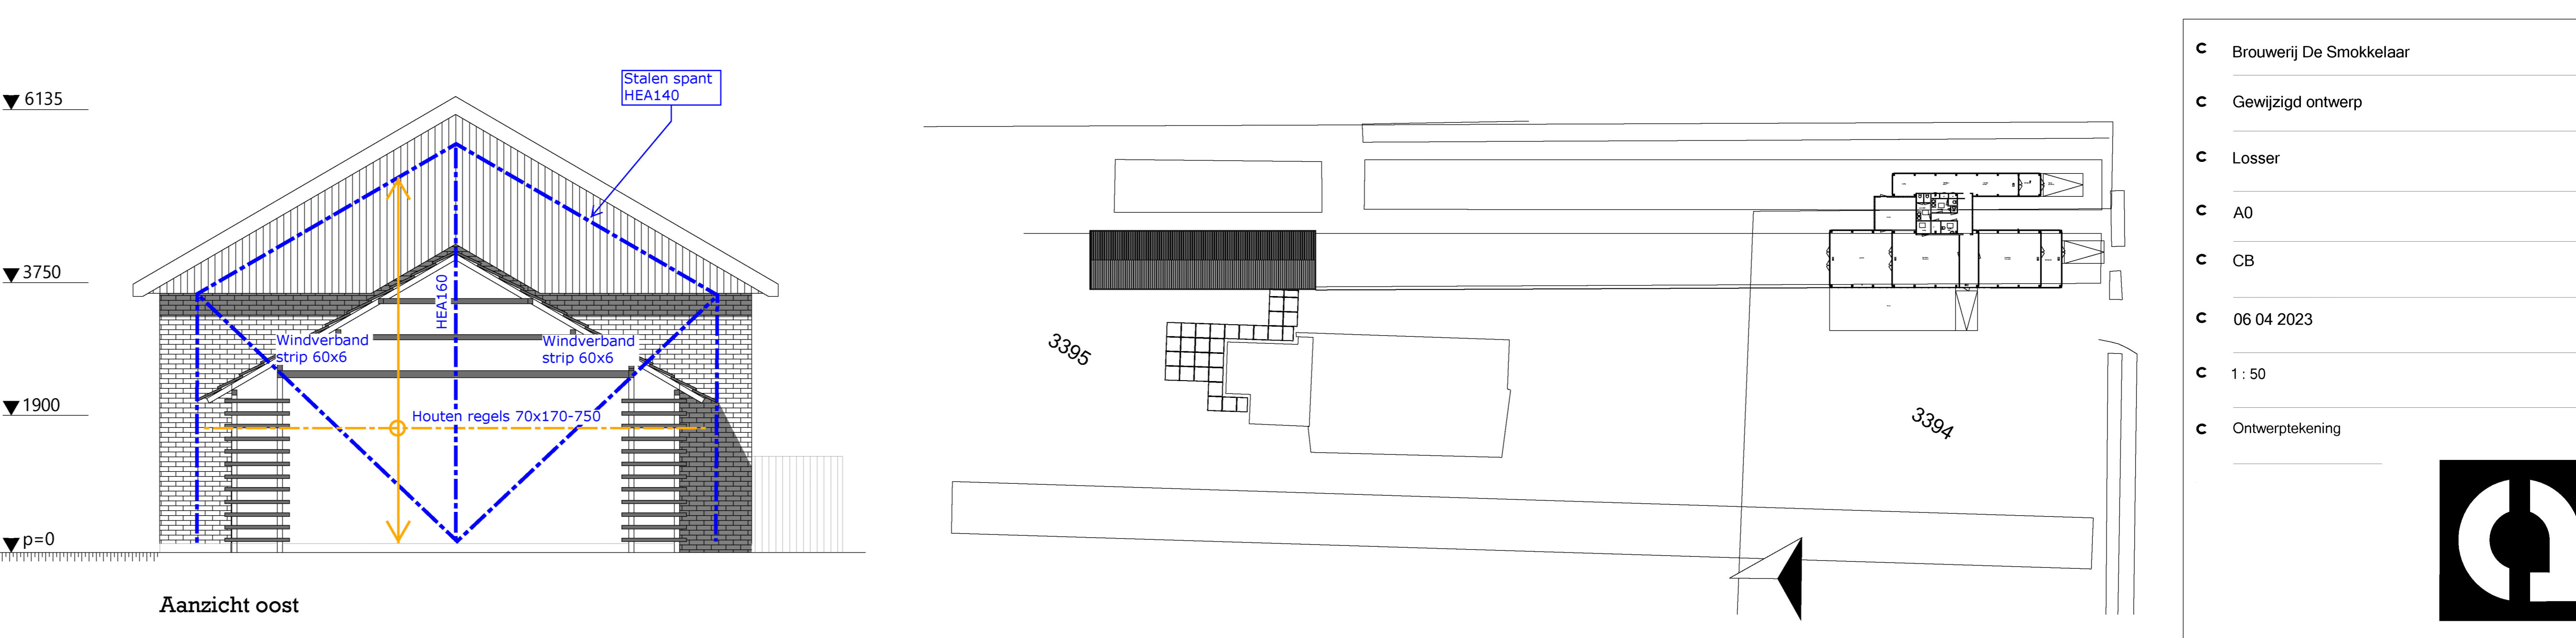 6135
3750
1900
p=0
Stalen spant
HEA140
HEA160
Windverband
strip 60x6
Windverband
strip 60x6
Houten regels 70x170-750
Aanzicht oost
3395
3394
C Brouwerij De Smokkelaar
C Gewijzigd ontwerp
C Losser
C A0
C CB
C 06 04 2023
C 1 : 50
C Ontwerptekening